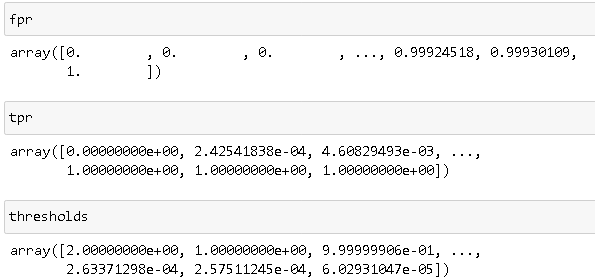 fpr
array([0.        , 0.        , 0.        , ..., 0.99924518, 0.99930109,
       1.        ])
tpr
array([0.00000000e+00, 2.42541838e-04, 4.60829493e-03, ...,
       1.00000000e+00, 1.00000000e+00, 1.00000000e+00])
thresholds
array([2.00000000e+00, 1.00000000e+00, 9.99999906e-01, ...,
       2.63371298e-04, 2.57511245e-04, 6.02931047e-05])